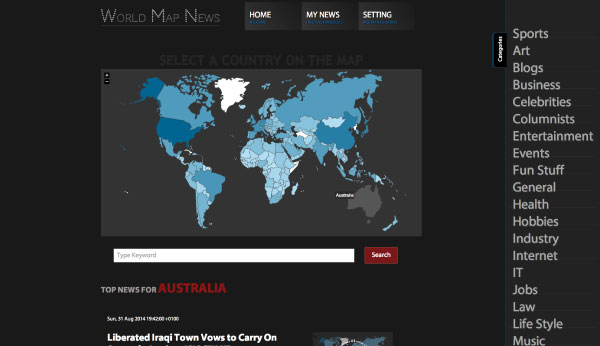 WORLD MAP NEWS
HOME
MY NEWS
SETTING
SELECT A COUNTRY ON THE MAP
+
-
Australia
Type Keyword
Search
TOP NEWS FOR AUSTRALIA
Sun, 31 Aug 2014 19:42:00 +0100
Liberated Iraqi Town Vows to Carry On
Categories
Sports
Art
Blogs
Business
Celebrities
Columnists
Entertainment
Events
Fun Stuff
General
Health
Hobbies
Industry
Internet
IT
Jobs
Law
Life Style
Music